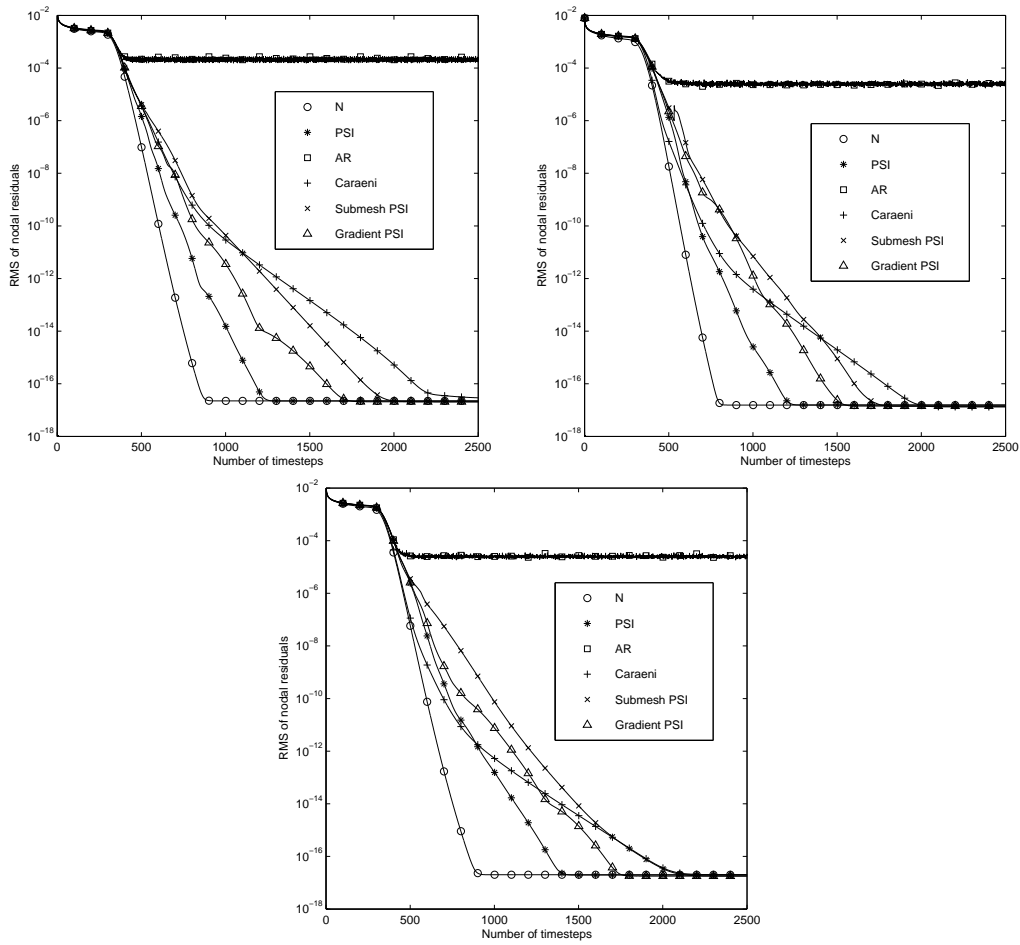 10−2
10−4
10−6
10−8
10−10
10−12
10−14
10−16
10−18
RMS of nodal residuals
0
500
1000
1500
2000
2500
Number of timesteps
N
PSI
AR
Caraeni
Submesh PSI
Gradient PSI
10−2
10−4
10−6
10−8
10−10
10−12
10−14
10−16
10−18
RMS of nodal residuals
0
500
1000
1500
2000
2500
Number of timesteps
N
PSI
AR
Caraeni
Submesh PSI
Gradient PSI
10−2
10−4
10−6
10−8
10−10
10−12
10−14
10−16
10−18
RMS of nodal residuals
0
500
1000
1500
2000
2500
Number of timesteps
N
PSI
AR
Caraeni
Submesh PSI
Gradient PSI